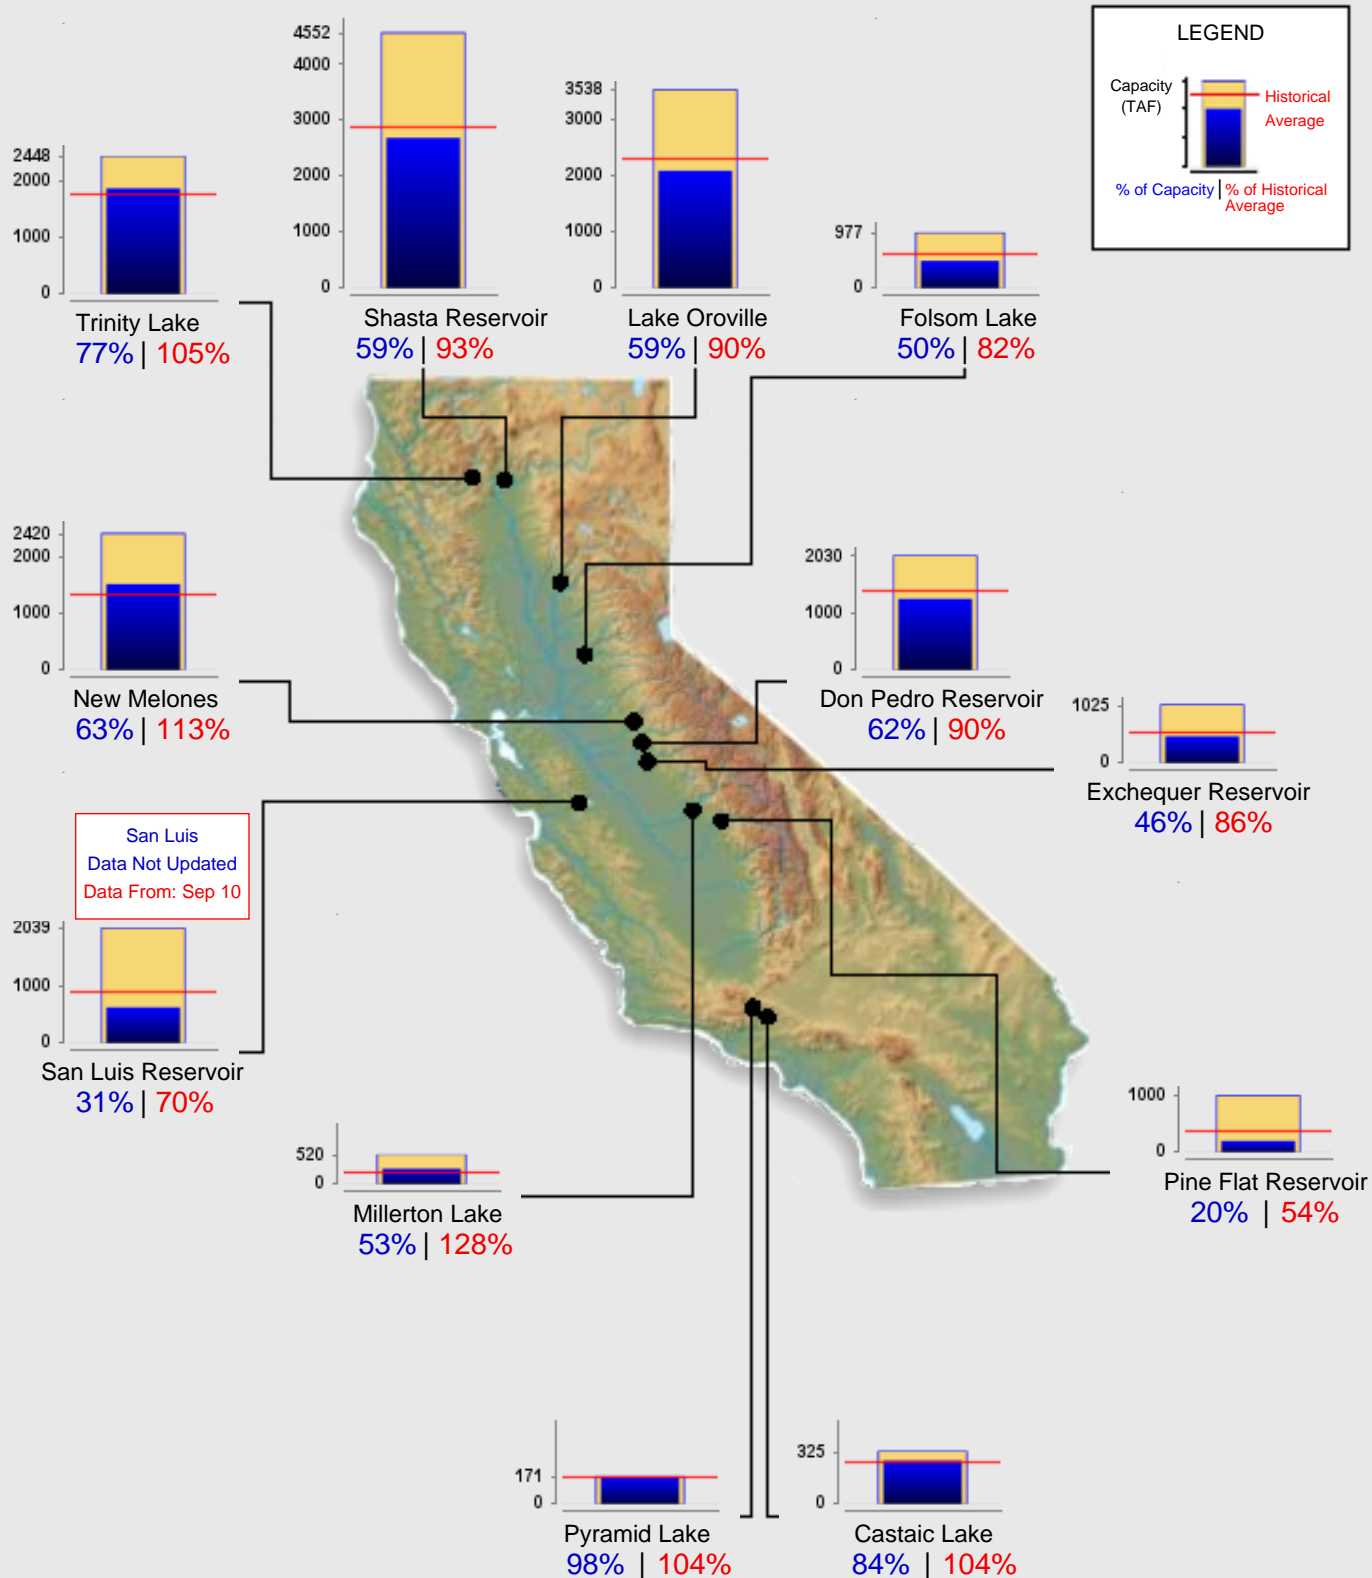 LEGEND
Capacity
(TAF)
Historical
Average
% of Capacity | % of Historical
Average
4552
4000
3000
2000
1000
0
Shasta Reservoir
59% | 93%
3538
3000
2000
1000
0
Lake Oroville
59% | 90%
2448
2000
1000
0
Trinity Lake
77% | 105%
977
0
Folsom Lake
50% | 82%
2420
2000
1000
0
New Melones
63% | 113%
2030
1000
0
Don Pedro Reservoir
62% | 90%
1025
0
Exchequer Reservoir
46% | 86%
San Luis
Data Not Updated
Data From: Sep 10
2039
1000
0
San Luis Reservoir
31% | 70%
520
0
Millerton Lake
53% | 128%
1000
0
Pine Flat Reservoir
20% | 54%
171
0
Pyramid Lake
98% | 104%
325
0
Castaic Lake
84% | 104%